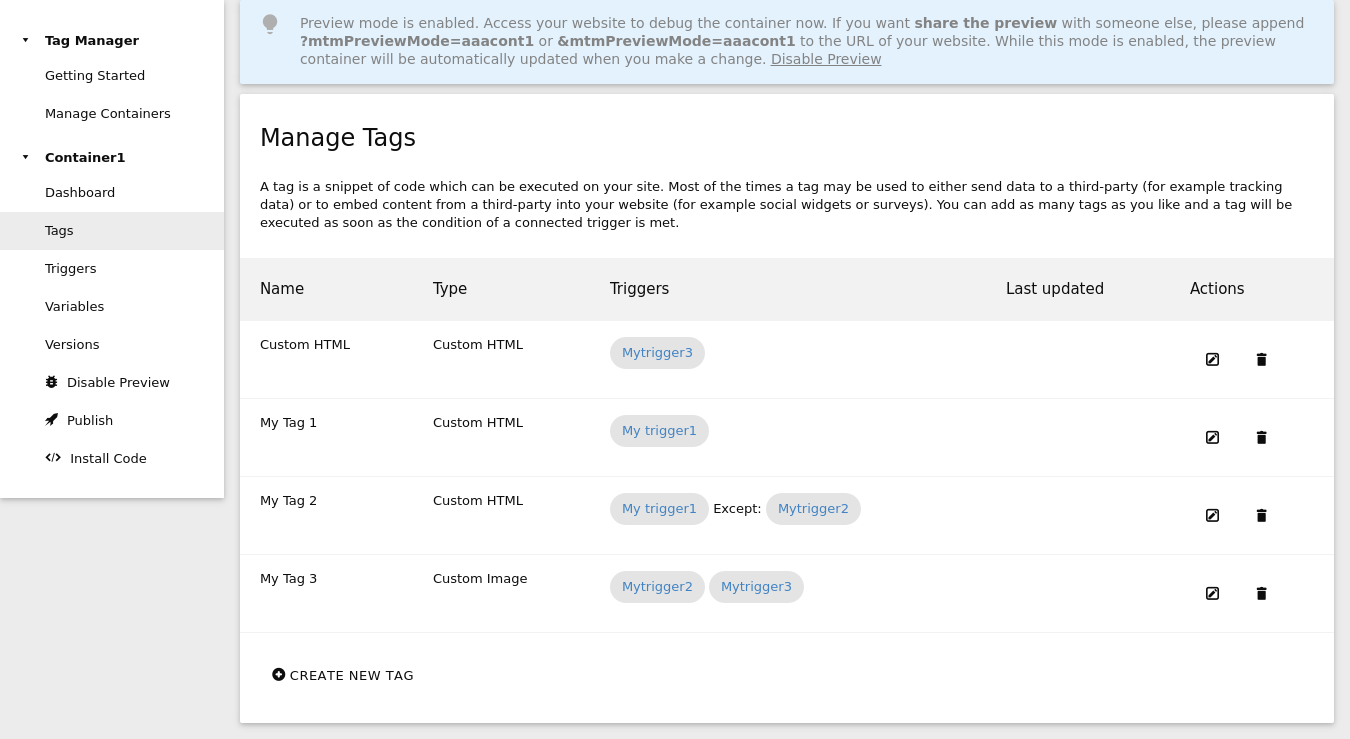 Tag Manager
Getting Started
Manage Containers
Container1
Dashboard
Tags
Triggers
Variables
Versions
Disable Preview
Publish
Install Code
Preview mode is enabled. Access your website to debug the container now. If you want share the preview with someone else, please append
?mtmPreviewMode=aaacont1 or &mtmPreviewMode=aaacont1 to the URL of your website. While this mode is enabled, the preview
container will be automatically updated when you make a change. Disable Preview
Manage Tags
A tag is a snippet of code which can be executed on your site. Most of the times a tag may be used to either send data to a third-party (for example tracking
data) or to embed content from a third-party into your website (for example social widgets or surveys). You can add as many tags as you like and a tag will be
executed as soon as the condition of a connected trigger is met.
Name Type Triggers Last updated Actions
Custom HTML Custom HTML Mytrigger3
My Tag 1 Custom HTML My trigger1
My Tag 2 Custom HTML My trigger1 Except: Mytrigger2
My Tag 3 Custom Image Mytrigger2 Mytrigger3
CREATE NEW TAG